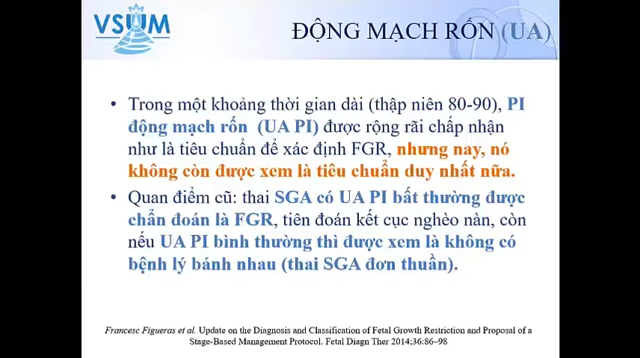 VSUM
ĐỘNG MẠCH RỐN (UA)
• Trong một khoảng thời gian dài (thập niên 80-90), PI
động mạch rốn (UA PI) được rộng rãi chấp nhận
như là tiêu chuẩn để xác định FGR, nhưng nay, nó
không còn được xem là tiêu chuẩn duy nhất nữa.
• Quan điểm cũ: thai SGA có UA PI bất thường được
chẩn đoán là FGR, tiên đoán kết cục nghèo nàn, còn
nếu UA PI bình thường thì được xem là không có
bệnh lý bánh nhau (thai SGA đơn thuần).
Francesc Figueras et al. Update on the Diagnosis and Classification of Fetal Growth Restriction and Proposal of a
Stage-Based Management Protocol. Fetal Diagn Ther 2014;36:86–98